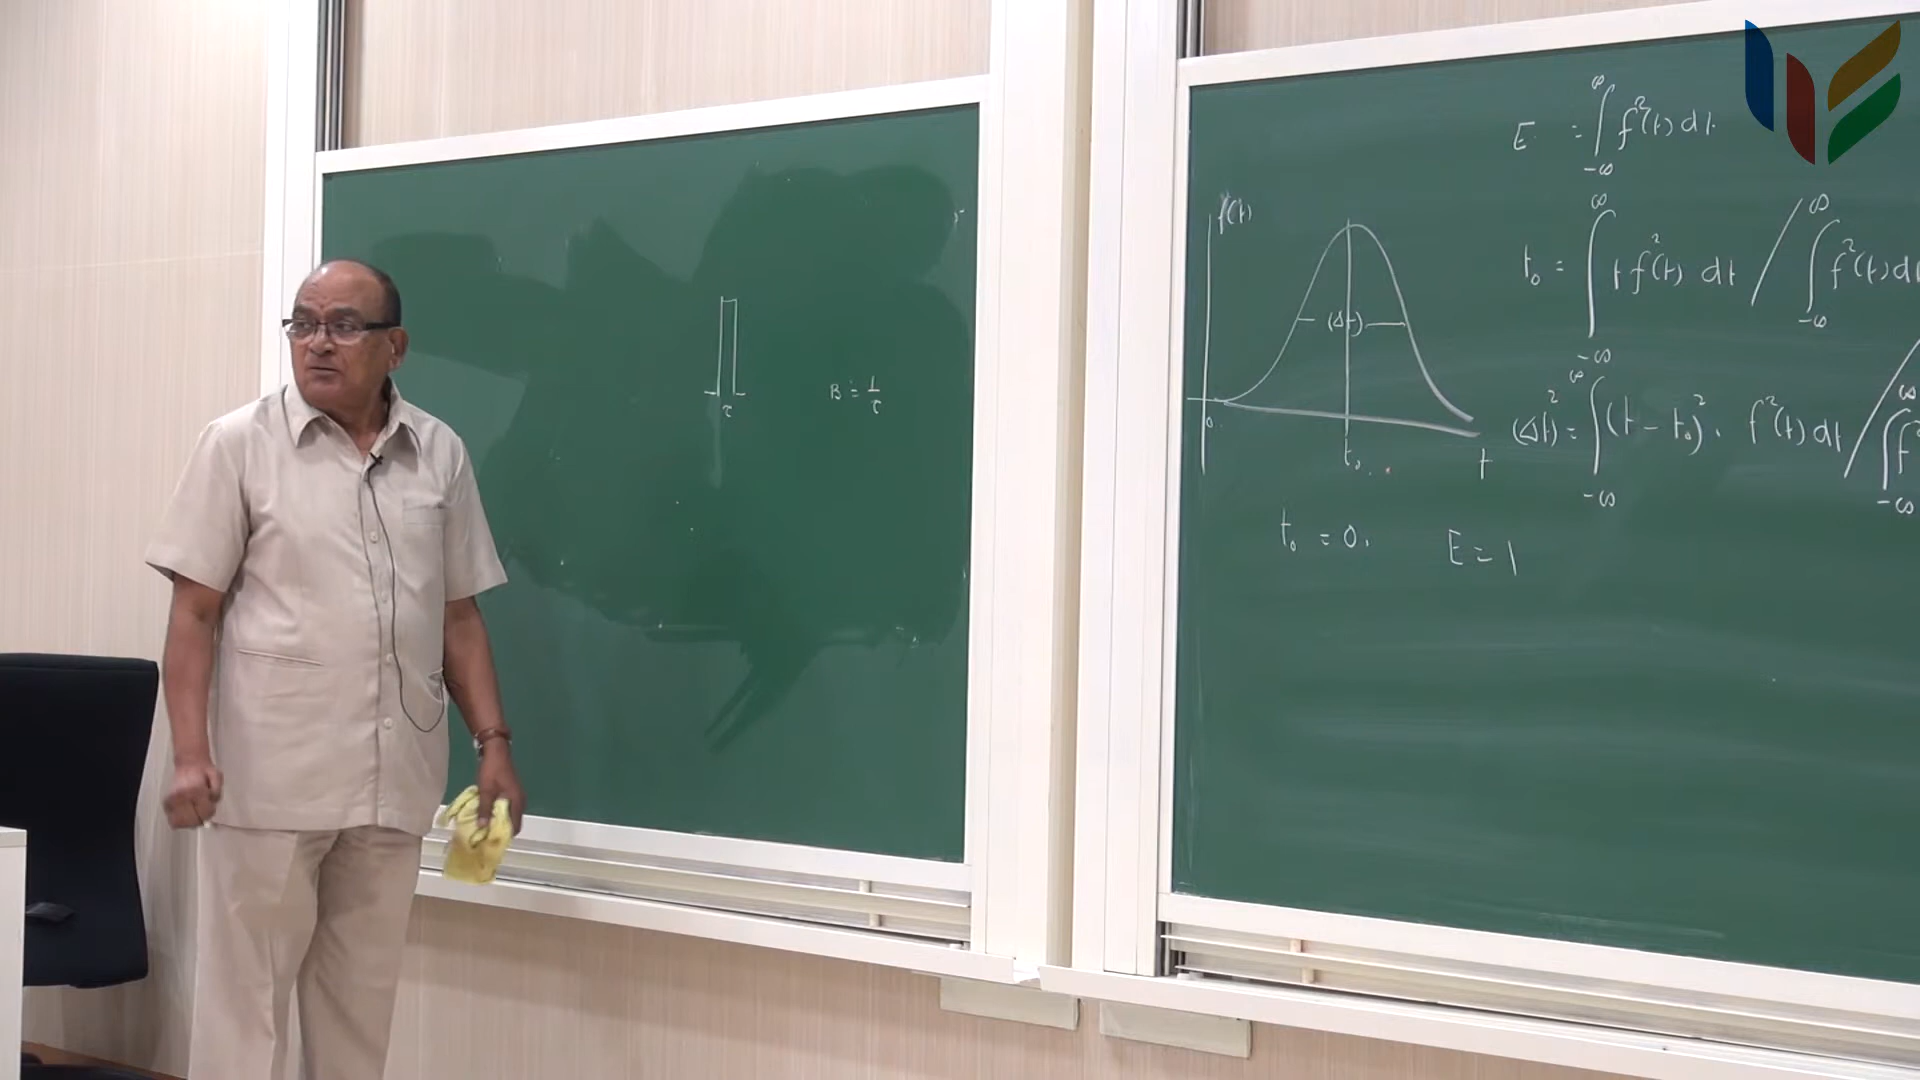 τ
B = 1/τ
E = ∫_{-∞}^{∞} f²(t) dt
f(t)
t₀ = ∫_{-∞}^{∞} t f²(t) dt / ∫_{-∞}^{∞} f²(t) dt
(Δt)
(Δt)² = ∫_{-∞}^{∞} (t - t₀)² . f²(t) dt / ∫_{-∞}^{∞} f²
0.
t₀
t
t₀ = 0. E = 1